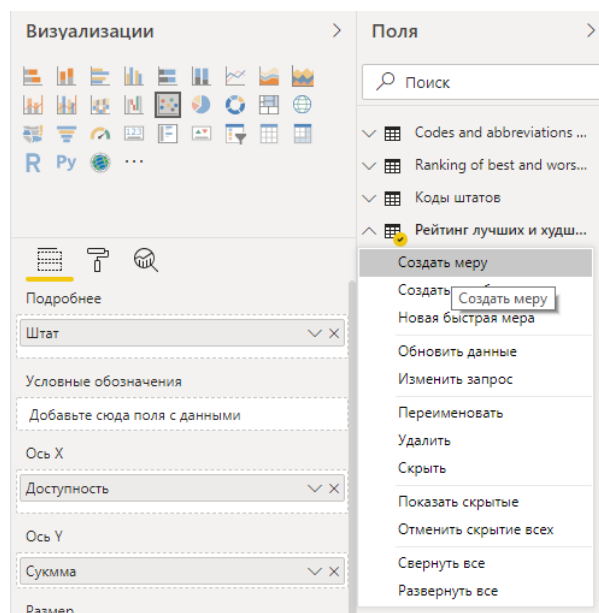 Визуализации
Подробнее
Штат
Условные обозначения
Добавьте сюда поля с данными
Ось X
Доступность
Ось Y
Сукмма
Размер
Поля
Поиск
Codes and abbreviations ...
Ranking of best and wors...
Коды штатов
Рейтинг лучших и худш...
Создать меру
Создать
Создать меру
Новая быстрая мера
Обновить данные
Изменить запрос
Переименовать
Удалить
Скрыть
Показать скрытые
Отменить скрытие всех
Свернуть все
Развернуть все
R Py
123